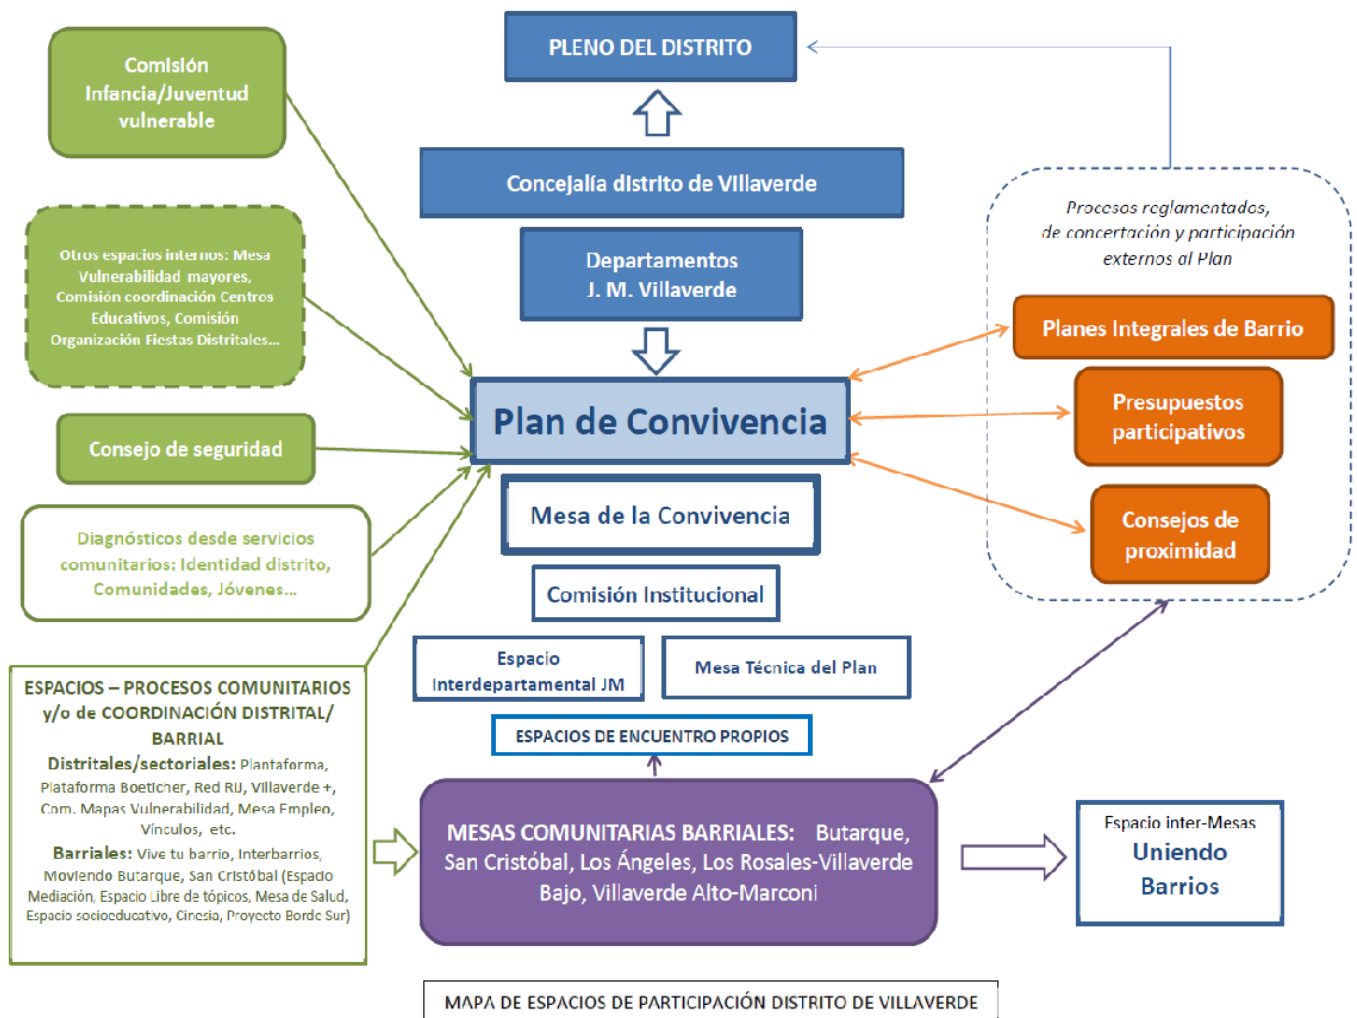 PLENO DEL DISTRITO
Comisión
Infancia/Juventud
vulnerable
Concejalía distrito de Villaverde
Procesos reglamentados,
de concertación y participación
externos al Plan
Otros espacios internos: Mesa
Vulnerabilidad mayores,
Comisión coordinación Centros
Educativos, Comisión
Organización Fiestas Distritales...
Departamentos
J. M. Villaverde
Planes Integrales de Barrio
Plan de Convivencia
Presupuestos
participativos
Consejo de seguridad
Mesa de la Convivencia
Consejos de
proximidad
Diagnósticos desde servicios
comunitarios: Identidad distrito,
Comunidades, Jóvenes...
Comisión Institucional
Espacio
Interdepartamental JM
Mesa Técnica del Plan
ESPACIOS DE ENCUENTRO PROPIOS
ESPACIOS – PROCESOS COMUNITARIOS
y/o de COORDINACIÓN DISTRITAL/
BARRIAL
Distritales/sectoriales: Plantaforma,
Plataforma Boeticher, Red RIJ, Villaverde +,
Com. Mapas Vulnerabilidad, Mesa Empleo,
Vínculos, etc.
Barriales: Vive tu barrio, Interbarrios,
Moviendo Butarque, San Cristóbal (Espacio
Mediación, Espacio Libre de tópicos, Mesa de Salud,
Espacio socioeducativo, Cinesia, Proyecto Borde Sur)
MESAS COMUNITARIAS BARRIALES: Butarque,
San Cristóbal, Los Ángeles, Los Rosales-Villaverde
Bajo, Villaverde Alto-Marconi
Espacio inter-Mesas
Uniendo
Barrios
MAPA DE ESPACIOS DE PARTICIPACIÓN DISTRITO DE VILLAVERDE